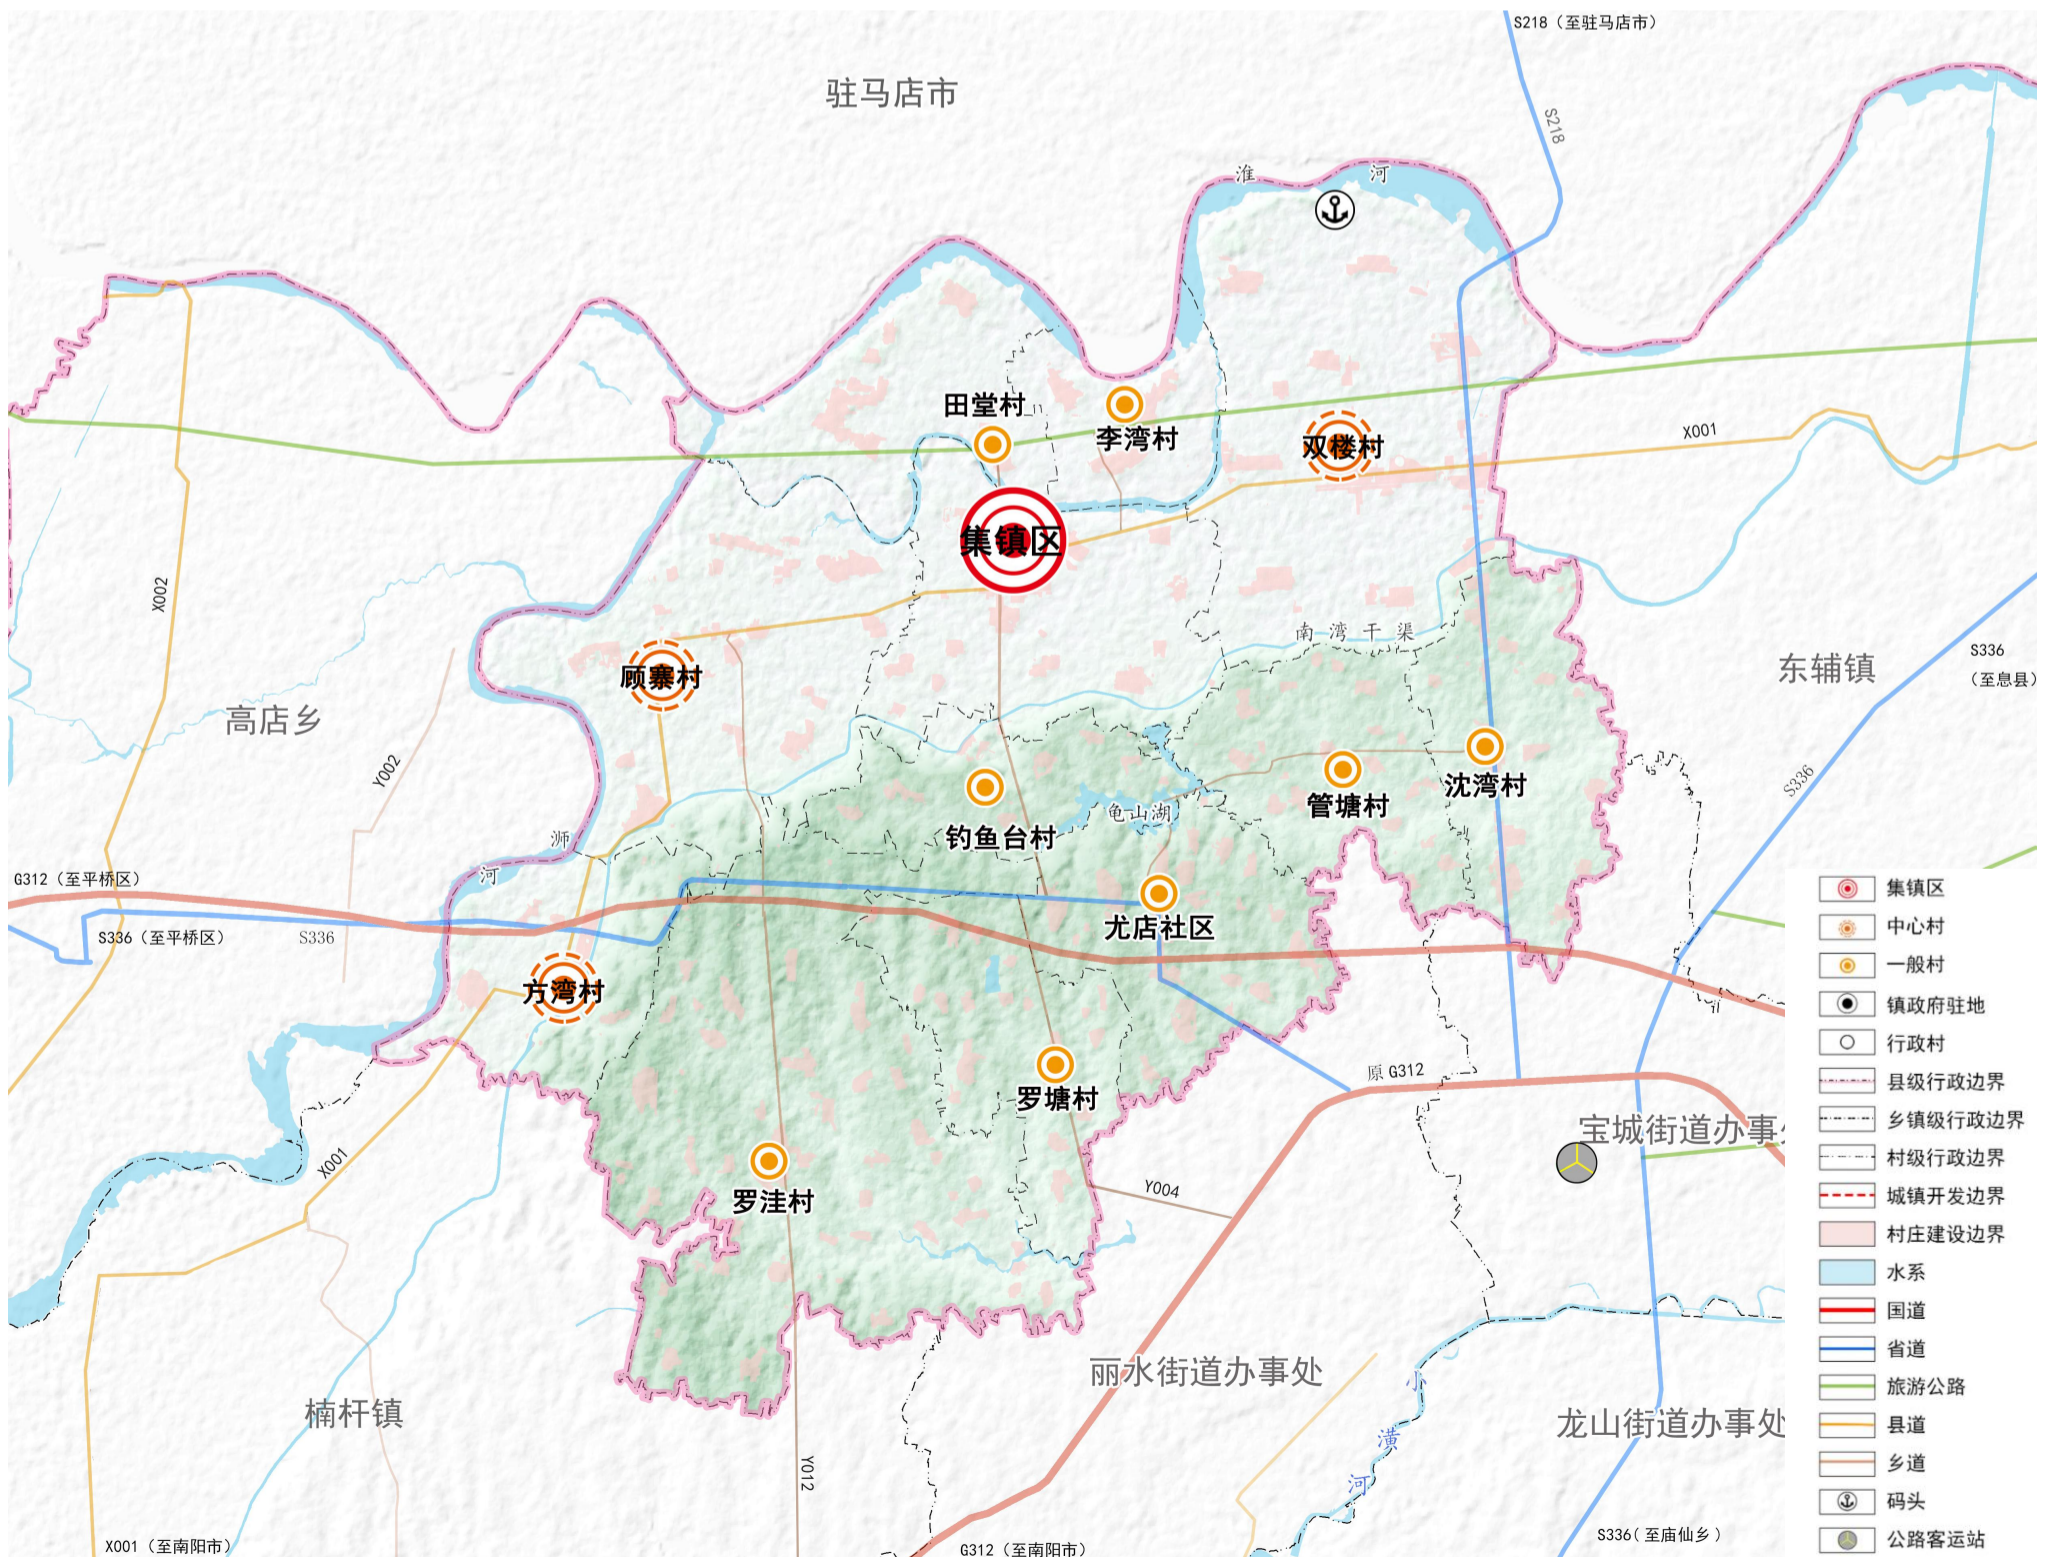 S218（至驻马店市）
驻马店市
S218
淮 河
田堂村
李湾村
双楼村
X001
集镇区
X002
南 湾 干 渠
S336
（至息县）
东辅镇
顾寨村
高店乡
Y002
沈湾村
S336
管塘村
龟山湖
钓鱼台村
浉
河
G312（至平桥区）
尤店社区
S336（至平桥区）
S336
方湾村
罗塘村
原 G312
宝城街道办事
X001
Y004
罗洼村
丽水街道办事处
小
潢
河
楠杆镇
龙山街道办事处
Y012
X001（至南阳市）
G312（至南阳市）
S336（至庙仙乡）
集镇区
中心村
一般村
镇政府驻地
行政村
县级行政边界
乡镇级行政边界
村级行政边界
城镇开发边界
村庄建设边界
水系
国道
省道
旅游公路
县道
乡道
码头
公路客运站